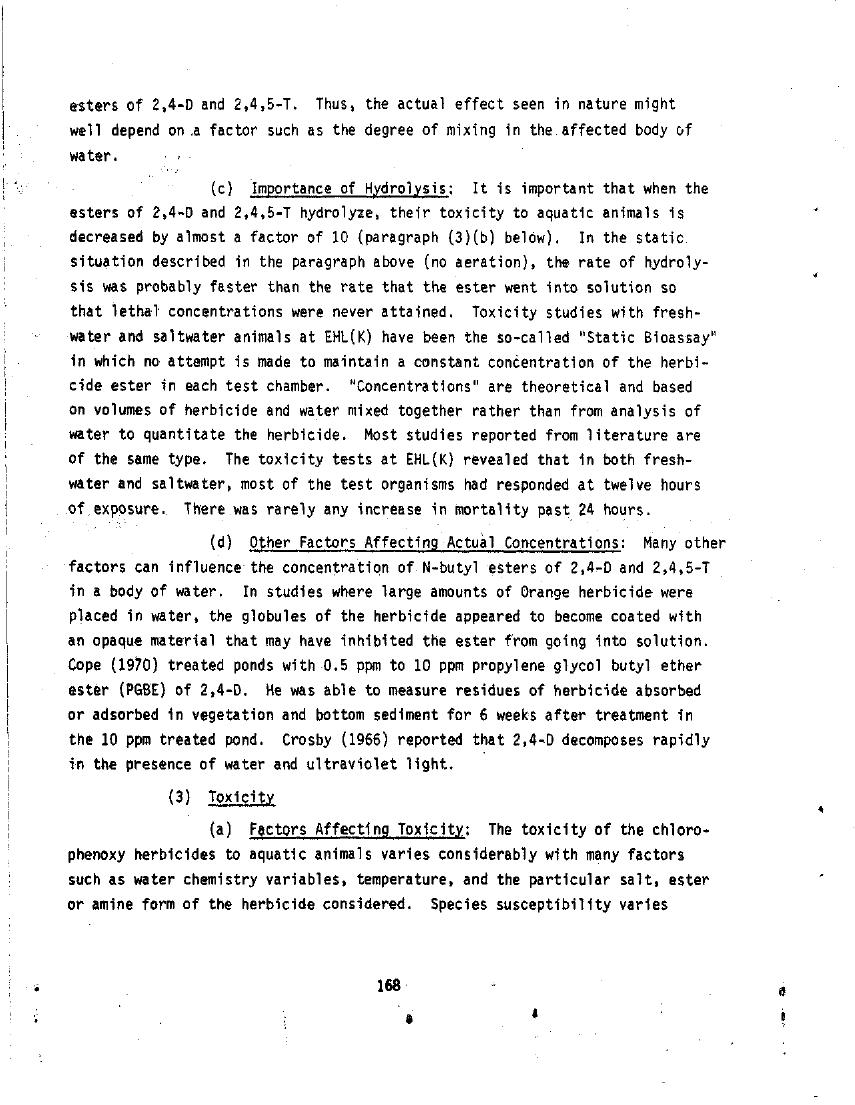 esters of 2,4-D and 2,4,5-T. Thus, the actual effect seen in nature might
well depend on a factor such as the degree of mixing in the affected body of
water.
(c) Importance of Hydrolysis: It is important that when the
esters of 2,4-D and 2,4,5-T hydrolyze, their toxicity to aquatic animals is
decreased by almost a factor of 10 (paragraph (3)(b) below). In the static
situation described in the paragraph above (no aeration), the rate of hydroly-
sis was probably faster than the rate that the ester went into solution so
that lethal concentrations were never attained. Toxicity studies with fresh-
water and saltwater animals at EHL(K) have been the so-called "Static Bioassay"
in which no attempt is made to maintain a constant concentration of the herbi-
cide ester in each test chamber. "Concentrations" are theoretical and based
on volumes of herbicide and water mixed together rather than from analysis of
water to quantitate the herbicide. Most studies reported from literature are
of the same type. The toxicity tests at EHL(K) revealed that in both fresh-
water and saltwater, most of the test organisms had responded at twelve hours
of exposure. There was rarely any increase in mortality past 24 hours.
(d) Other Factors Affecting Actual Concentrations: Many other
factors can influence the concentration of N-butyl esters of 2,4-D and 2,4,5-T
in a body of water. In studies where large amounts of Orange herbicide were
placed in water, the globules of the herbicide appeared to become coated with
an opaque material that may have inhibited the ester from going into solution.
Cope (1970) treated ponds with 0.5 ppm to 10 ppm propylene glycol butyl ether
ester (PGBE) of 2,4-D. He was able to measure residues of herbicide absorbed
or adsorbed in vegetation and bottom sediment for 6 weeks after treatment in
the 10 ppm treated pond. Crosby (1966) reported that 2,4-D decomposes rapidly
in the presence of water and ultraviolet light.
(3) Toxicity
(a) Factors Affecting Toxicity: The toxicity of the chloro-
phenoxy herbicides to aquatic animals varies considerably with many factors
such as water chemistry variables, temperature, and the particular salt, ester
or amine form of the herbicide considered. Species susceptibility varies
168